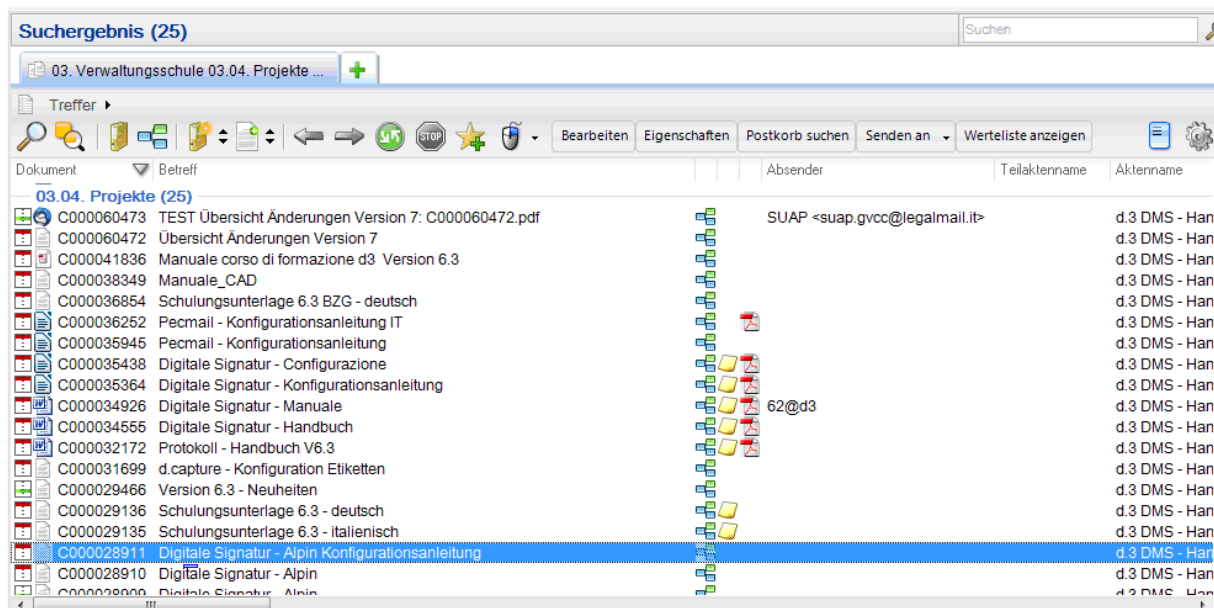 Suchergebnis (25) Suchen
03. Verwaltungsschule 03.04. Projekte ...
Treffer
STOP Bearbeiten Eigenschaften Postkorb suchen Senden an Werteliste anzeigen
Dokument Betreff Absender Teilaktenname Aktenname
03.04. Projekte (25)
C000060473 TEST Übersicht Änderungen Version 7: C000060472.pdf SUAP <suap.gvcc@legalmail.it> d.3 DMS - Han
C000060472 Übersicht Änderungen Version 7 d.3 DMS - Han
C000041836 Manuale corso di formazione d3 Version 6.3 d.3 DMS - Han
C000038349 Manuale_CAD d.3 DMS - Han
C000036854 Schulungsunterlage 6.3 BZG - deutsch d.3 DMS - Han
C000036252 Pecmail - Konfigurationsanleitung IT d.3 DMS - Han
C000035945 Pecmail - Konfigurationsanleitung d.3 DMS - Han
C000035438 Digitale Signatur - Configurazione d.3 DMS - Han
C000035364 Digitale Signatur - Konfigurationsanleitung d.3 DMS - Han
C000034926 Digitale Signatur - Manuale 62@d3 d.3 DMS - Han
C000034555 Digitale Signatur - Handbuch d.3 DMS - Han
C000032172 Protokoll - Handbuch V6.3 d.3 DMS - Han
C000031699 d.capture - Konfiguration Etiketten d.3 DMS - Han
C000029466 Version 6.3 - Neuheiten d.3 DMS - Han
C000029136 Schulungsunterlage 6.3 - deutsch d.3 DMS - Han
C000029135 Schulungsunterlage 6.3 - italienisch d.3 DMS - Han
C000028911 Digitale Signatur - Alpin Konfigurationsanleitung d.3 DMS - Han
C000028910 Digitale Signatur - Alpin d.3 DMS - Han
C000028909 Digitale Signatur - Alpin d.3 DMS - Han